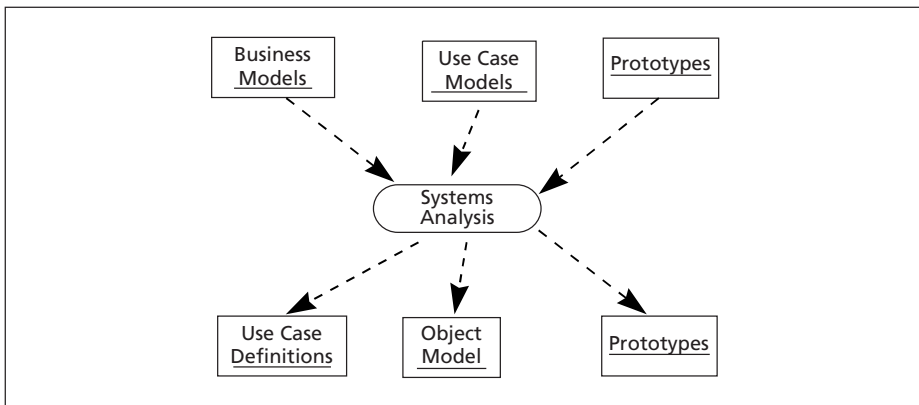 Business
Models
Use Case
Models
Prototypes
Systems
Analysis
Use Case
Definitions
Object
Model
Prototypes